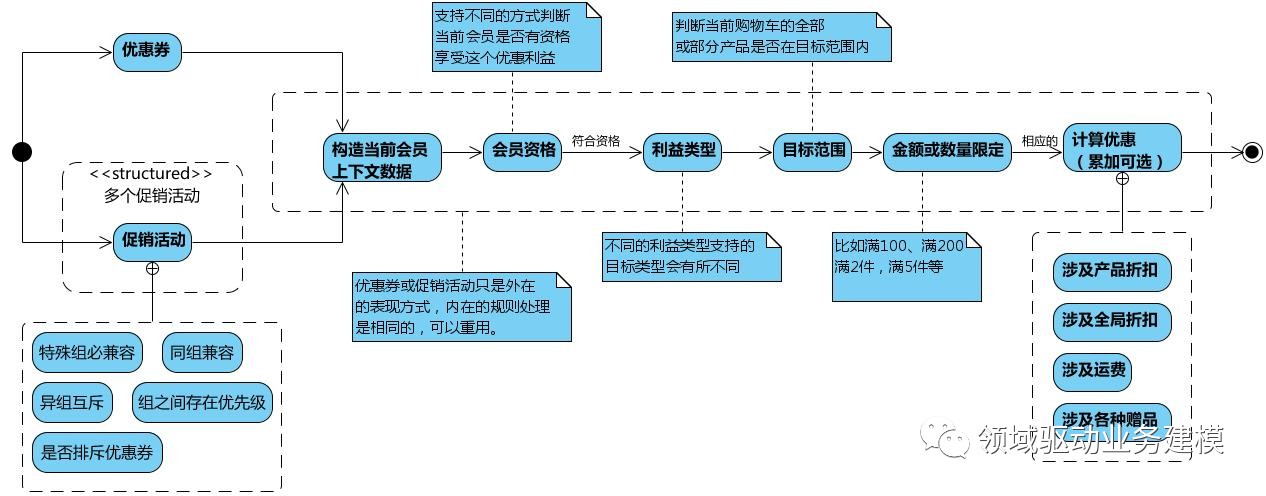 支持不同的方式判断
当前会员是否有资格
享受这个优惠利益
判断当前购物车的全部
或部分产品是否在目标范围内
优惠券
构造当前会员
上下文数据
会员资格
符合资格
利益类型
目标范围
金额或数量限定
相应的
计算优惠
（累加可选）
<<structured>>
多个促销活动
促销活动
优惠券或促销活动只是外在
的表现方式，内在的规则处理
是相同的，可以重用。
不同的利益类型支持的
目标类型会有所不同
比如满100、满200
满2件，满5件等
特殊组必兼容
同组兼容
异组互斥
组之间存在优先级
是否排斥优惠券
涉及产品折扣
涉及全局折扣
涉及运费
涉及各种赠品
领域驱动业务建模